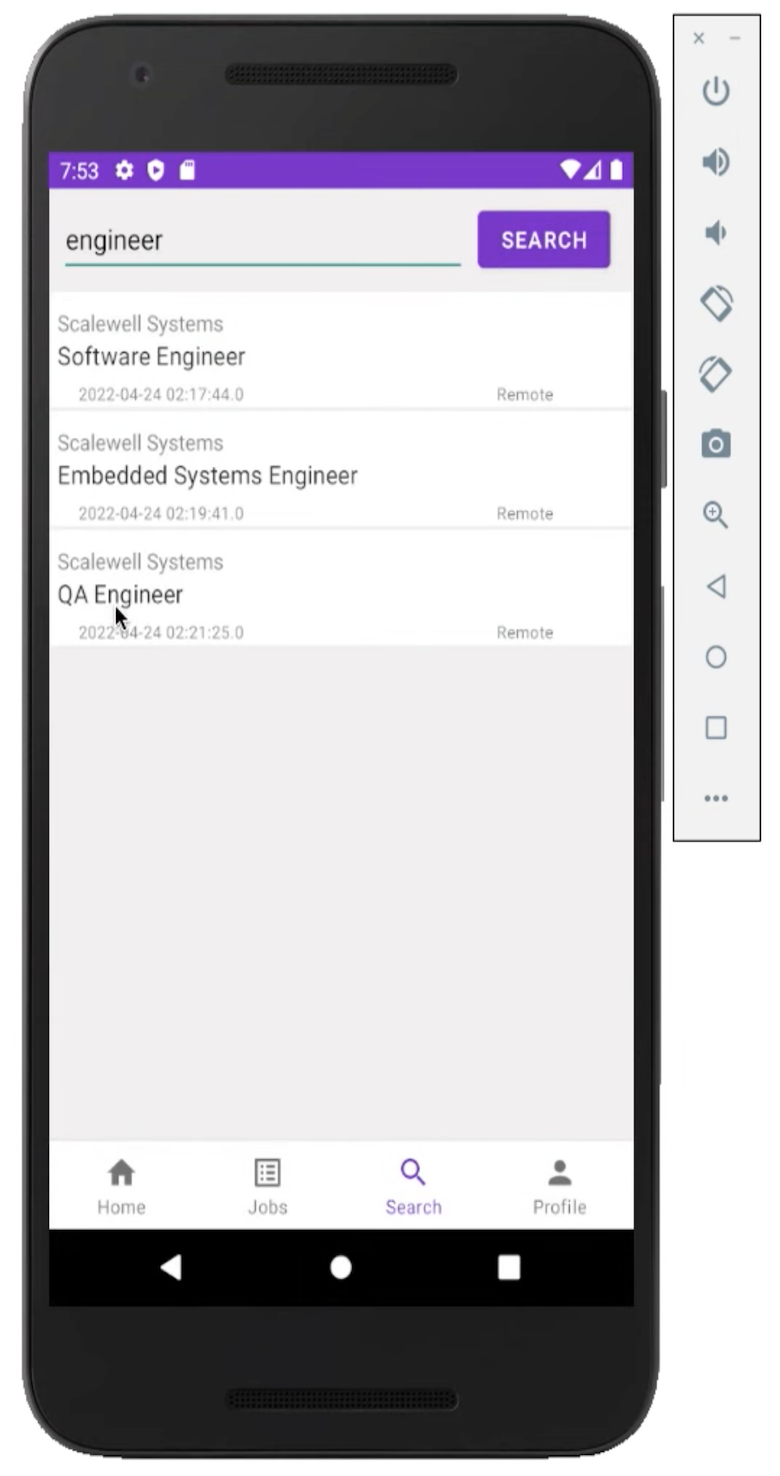 7:53
engineer
SEARCH
Scalewell Systems
Software Engineer
2022-04-24 02:17:44.0 Remote
Scalewell Systems
Embedded Systems Engineer
2022-04-24 02:19:41.0 Remote
Scalewell Systems
QA Engineer
2022-04-24 02:21:25.0 Remote
Home Jobs Search Profile